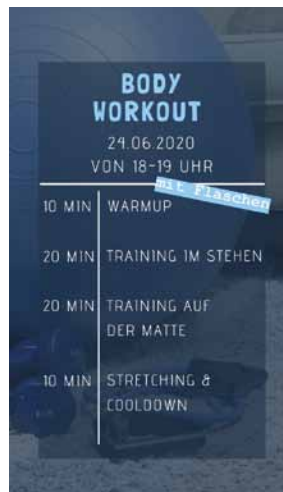 BODY
WORKOUT
24.06.2020
VON 18-19 UHR
mit Flaschen
10 MIN WARMUP
20 MIN TRAINING IM STEHEN
20 MIN TRAINING AUF
DER MATTE
10 MIN STRETCHING &
COOLDOWN